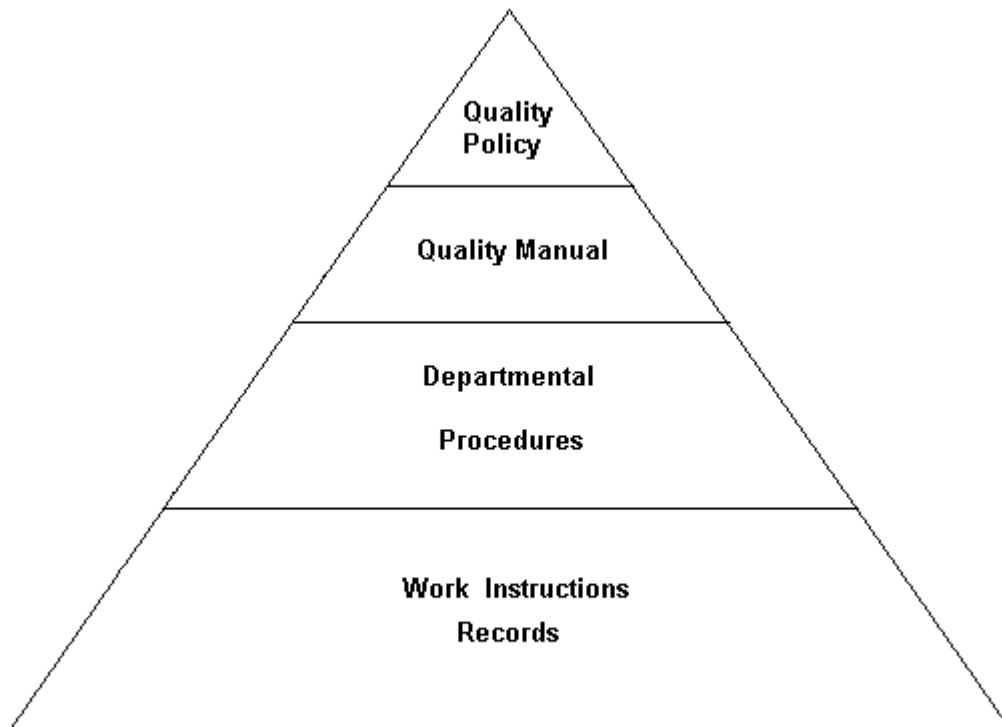 Quality
Policy
Quality Manual
Departmental
Procedures
Work Instructions
Records